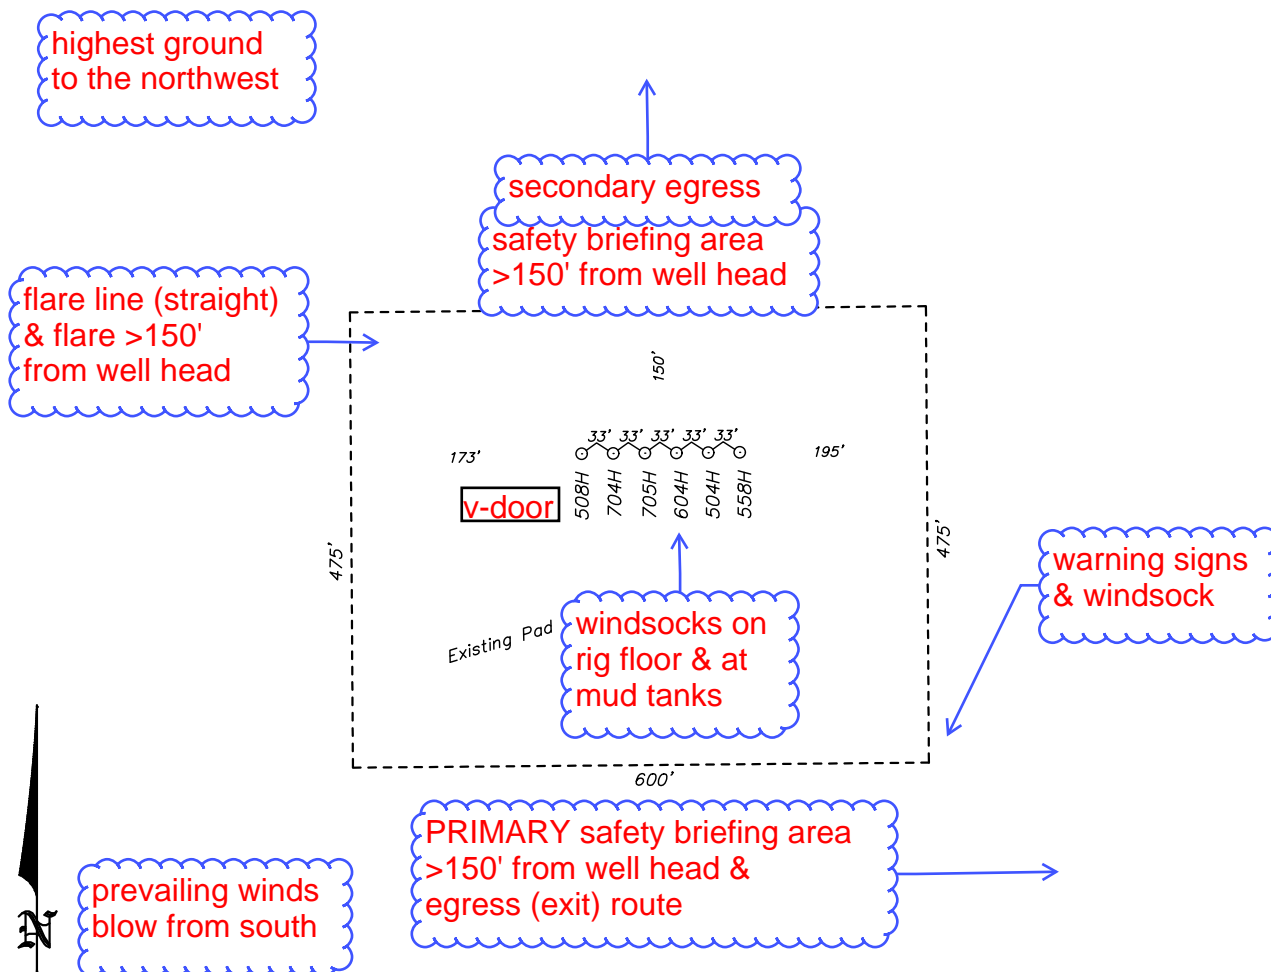 highest ground
to the northwest
secondary egress
safety briefing area
>150' from well head
flare line (straight)
& flare >150'
from well head
150'
33' 33' 33' 33' 33'
173'
195'
v-door
508H
704H
705H
604H
504H
558H
475'
475'
warning signs
& windsock
Existing Pad
windsocks on
rig floor & at
mud tanks
600'
PRIMARY safety briefing area
>150' from well head &
egress (exit) route
prevailing winds
blow from south
N